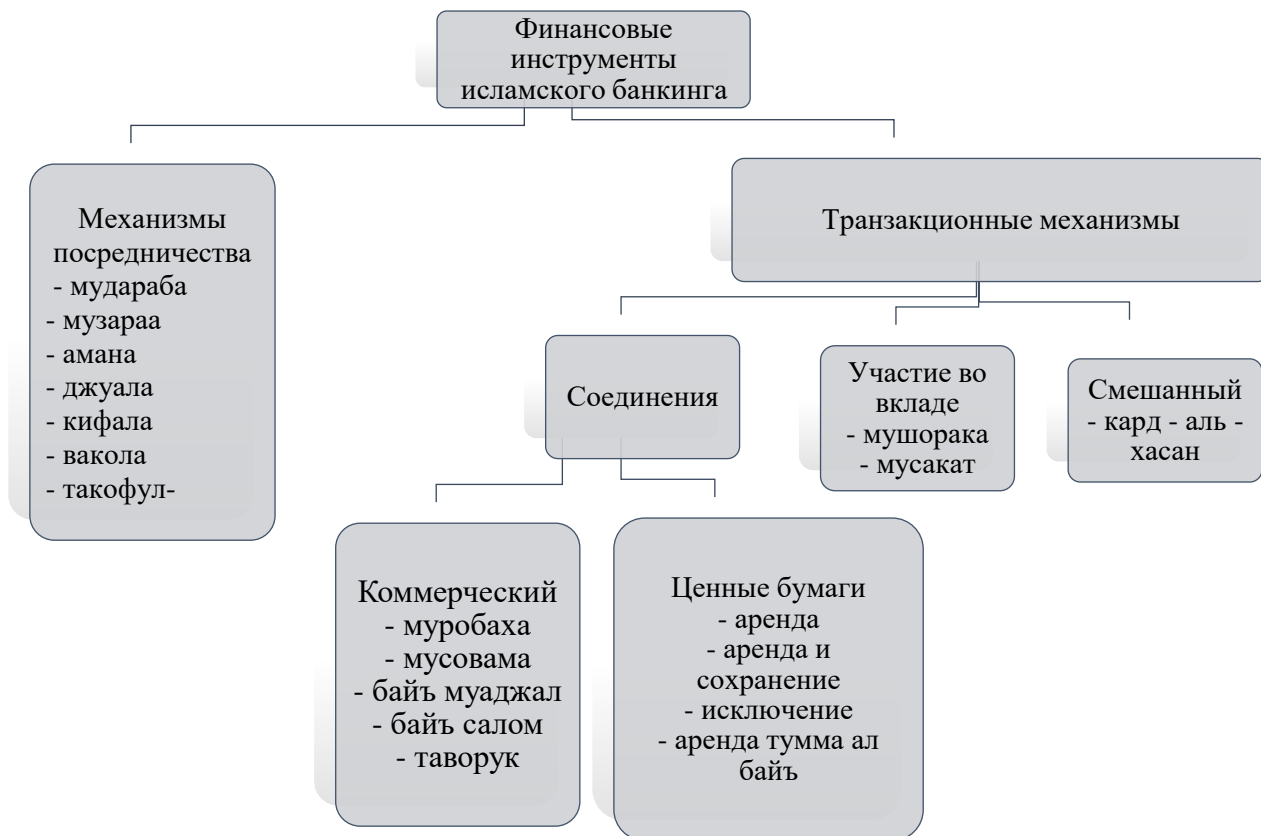 Финансовые
инструменты
исламского банкинга
Механизмы
посредничества
- мудараба
- музараа
- амана
- джуала
- кифала
- вакола
- такофул-
Транзакционные механизмы
Соединения
Участие во
вкладе
- мушорака
- мусакат
Смешанный
- кард - аль -
хасан
Коммерческий
- муробаха
- мусовама
- байъ муаджал
- байъ салом
- таворук
Ценные бумаги
- аренда
- аренда и
сохранение
- исключение
- аренда тумма ал
байъ